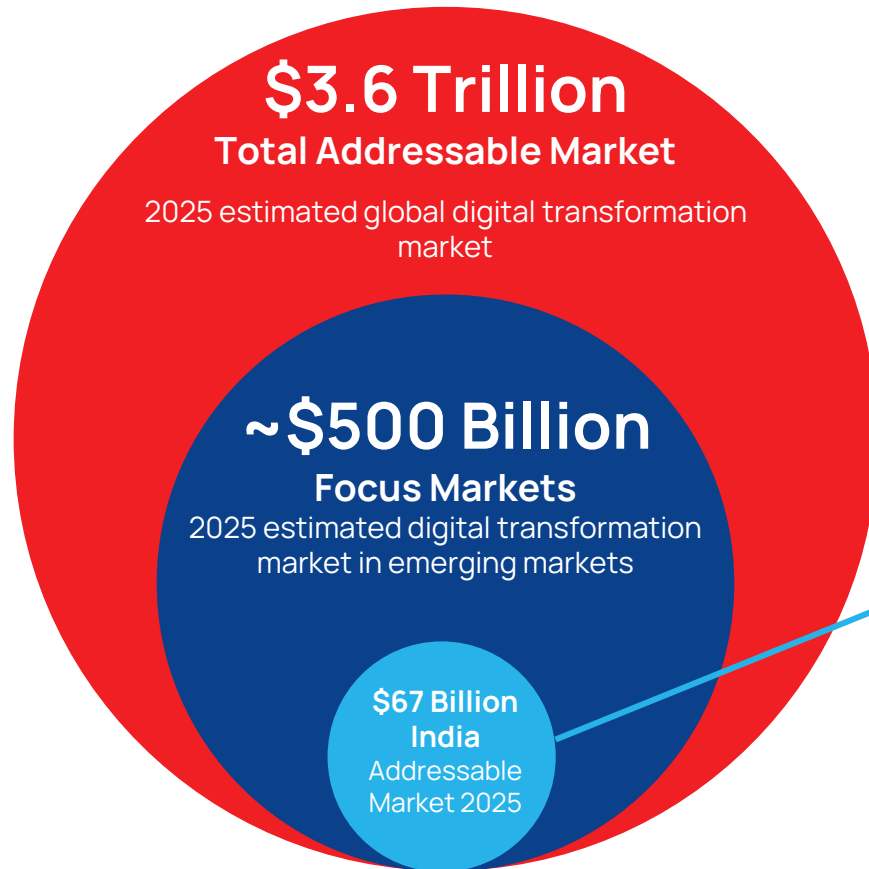 $3.6 Trillion
Total Addressable Market
2025 estimated global digital transformation
market
~$500 Billion
Focus Markets
2025 estimated digital transformation
market in emerging markets
$67 Billion
India
Addressable
Market 2025